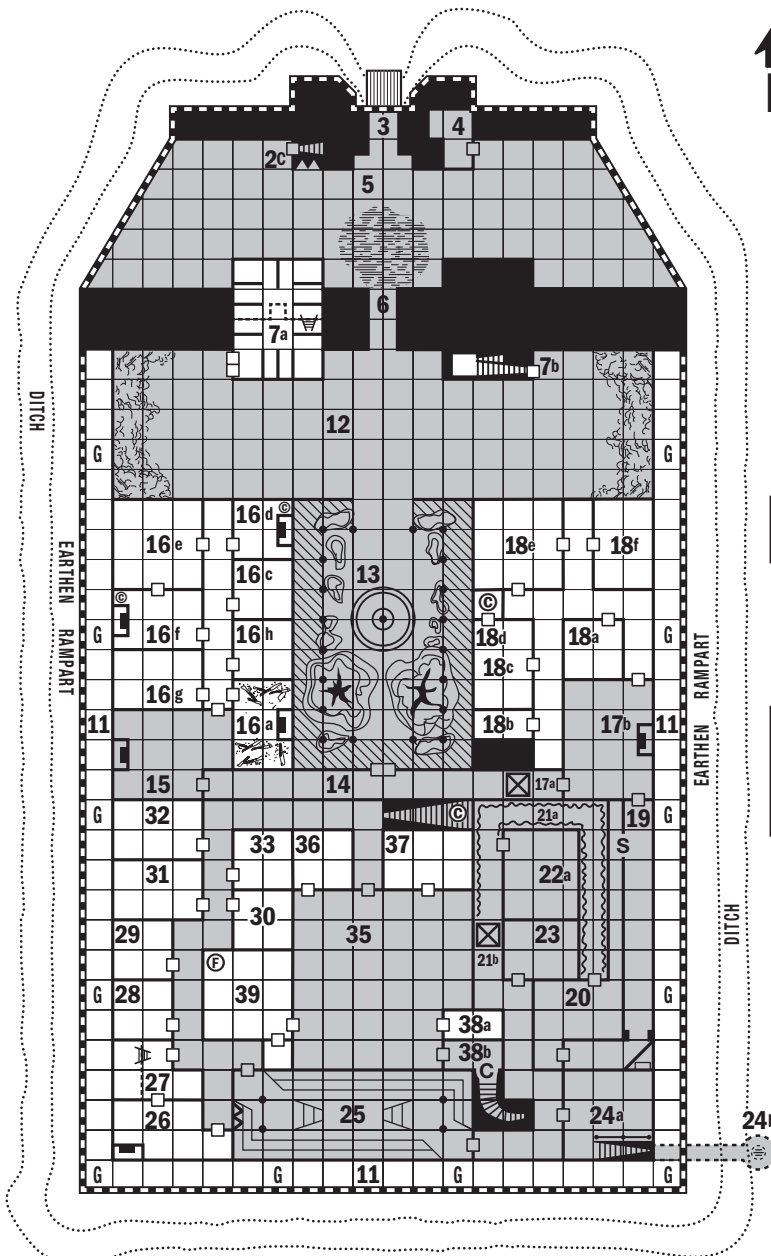 3
4
2c
5
6
7a
7b
DITCH
12
G
G
16d
©
16e
18e
18f
EARTHEN RAMPART
16c
13
©
©
G
16f
16h
18d
18a
G
EARTHEN RAMPART
18c
16g
11
16a
18b
17b
11
15
14
17a
G
32
©
21a
19
G
33
36
37
S
31
22a
30
29
35
23
DITCH
F
21b
G
28
39
20
G
38a
38b
27
C
26
25
24a
G
G
11
G
G